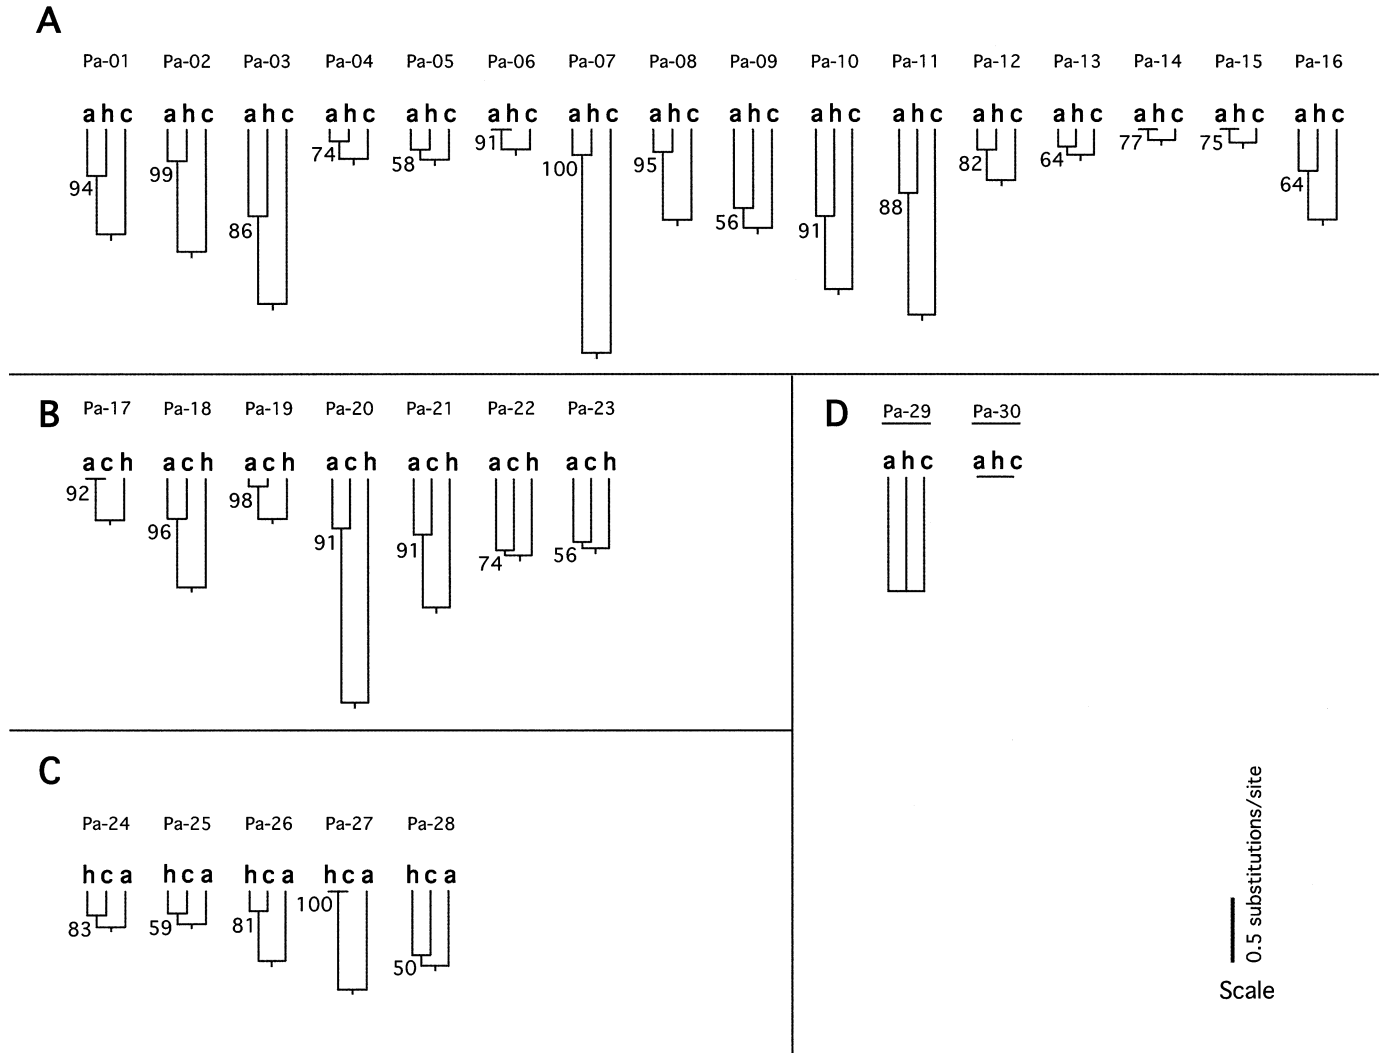 A
Pa-01 Pa-02 Pa-03 Pa-04 Pa-05 Pa-06 Pa-07 Pa-08 Pa-09 Pa-10 Pa-11 Pa-12 Pa-13 Pa-14 Pa-15 Pa-16
a h c a h c a h c a h c a h c a h c a h c a h c a h c a h c a h c a h c a h c a h c a h c a h c
94 99 86 74 58 91 100 95 56 91 88 82 64 77 75 64
B Pa-17 Pa-18 Pa-19 Pa-20 Pa-21 Pa-22 Pa-23
a c h a c h a c h a c h a c h a c h a c h
92 96 98 91 91 74 56
D Pa-29 Pa-30
a h c a h c
C
Pa-24 Pa-25 Pa-26 Pa-27 Pa-28
h c a h c a h c a h c a h c a
83 59 81 100 50
0.5 substitutions/site
Scale